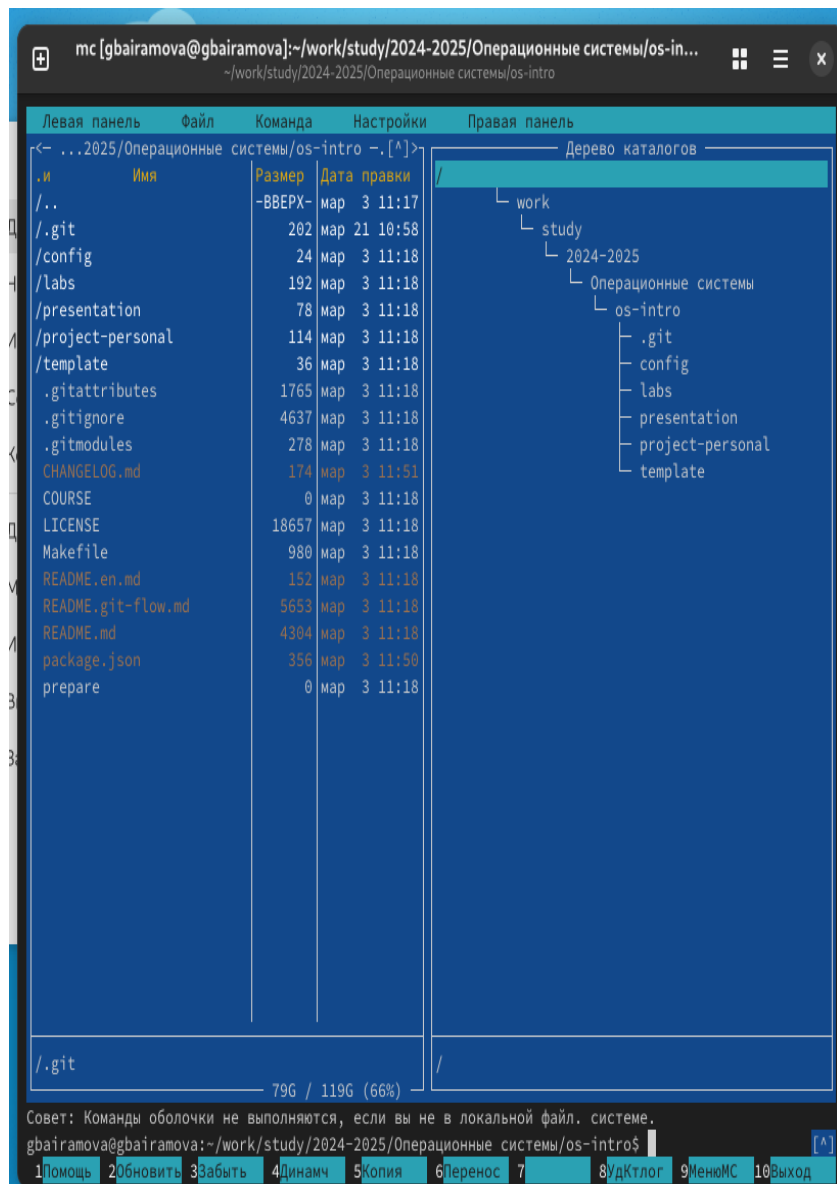 mc [gbairamova@gbairamova]:~/work/study/2024-2025/Операционные системы/os-in...
~/work/study/2024-2025/Операционные системы/os-intro
Левая панель Файл Команда Настройки Правая панель
<- ...2025/Операционные системы/os-intro -.[^]>
.и Имя Размер Дата правки
/.. -ВВЕРХ- мар 3 11:17
/.git 202 мар 21 10:58
/config 24 мар 3 11:18
/labs 192 мар 3 11:18
/presentation 78 мар 3 11:18
/project-personal 114 мар 3 11:18
/template 36 мар 3 11:18
.gitattributes 1765 мар 3 11:18
.gitignore 4637 мар 3 11:18
.gitmodules 278 мар 3 11:18
CHANGELOG.md 174 мар 3 11:51
COURSE 0 мар 3 11:18
LICENSE 18657 мар 3 11:18
Makefile 980 мар 3 11:18
README.en.md 152 мар 3 11:18
README.git-flow.md 5653 мар 3 11:18
README.md 4304 мар 3 11:18
package.json 356 мар 3 11:50
prepare 0 мар 3 11:18
/.git
79G / 119G (66%)
Дерево каталогов
/
work
study
2024-2025
Операционные системы
os-intro
.git
config
labs
presentation
project-personal
template
/
Совет: Команды оболочки не выполняются, если вы не в локальной файл. системе.
gbairamova@gbairamova:~/work/study/2024-2025/Операционные системы/os-intro$ [^]
1Помощь 2Обновить 3Забыть 4Динамч 5Копия 6Перенос 7 8УдКтлог 9МенюMC 10Выход